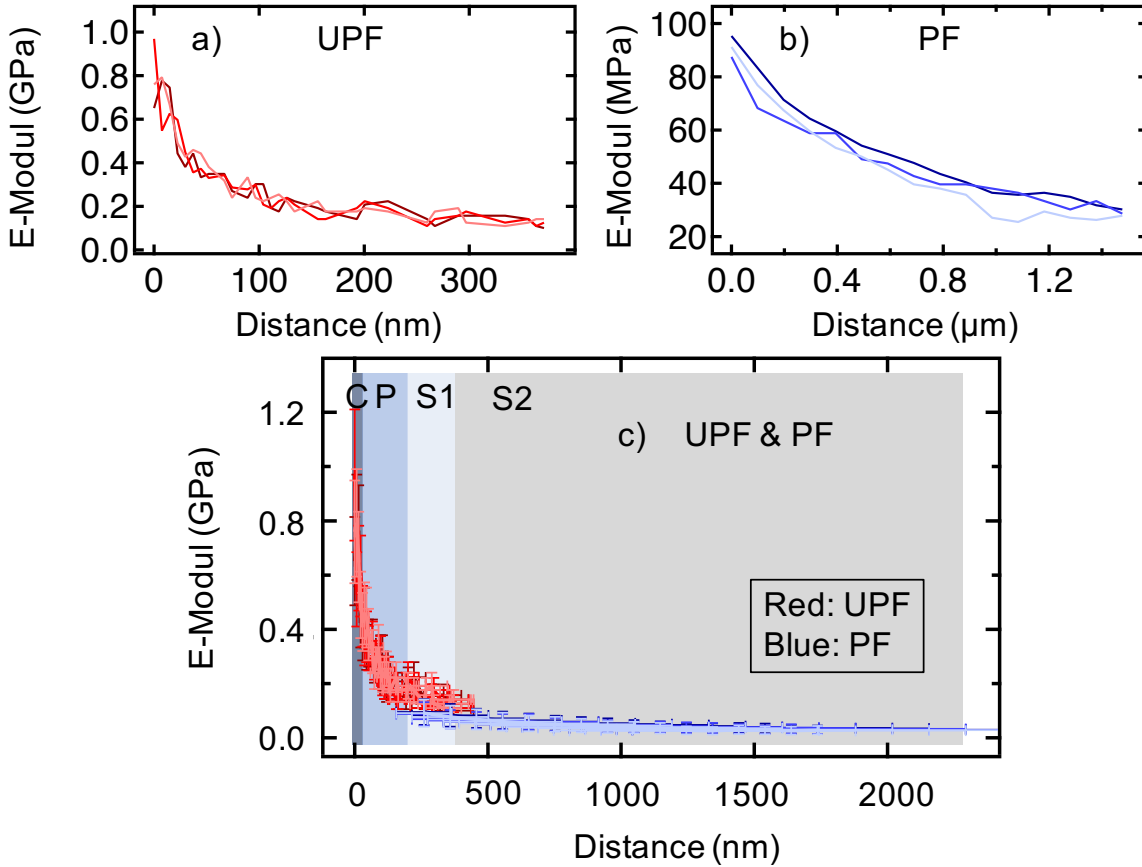 a) UPF
1.0
0.8
0.6
0.4
0.2
0.0
E-Modul (GPa)
0 100 200 300
Distance (nm)
b) PF
100
80
60
40
20
E-Modul (MPa)
0.0 0.4 0.8 1.2
Distance (µm)
C P S1 S2
c) UPF & PF
1.2
0.8
0.4
0.0
E-Modul (GPa)
Red: UPF
Blue: PF
0 500 1000 1500 2000
Distance (nm)